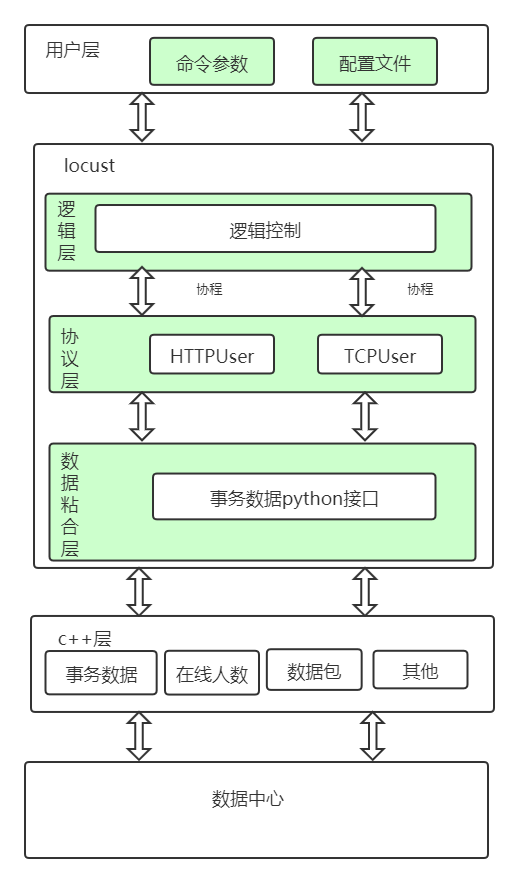 用户层
命令参数
配置文件
locust
逻辑层
逻辑控制
协程
协程
协议层
HTTPUser
TCPUser
数据粘合层
事务数据python接口
c++层
事务数据
在线人数
数据包
其他
数据中心